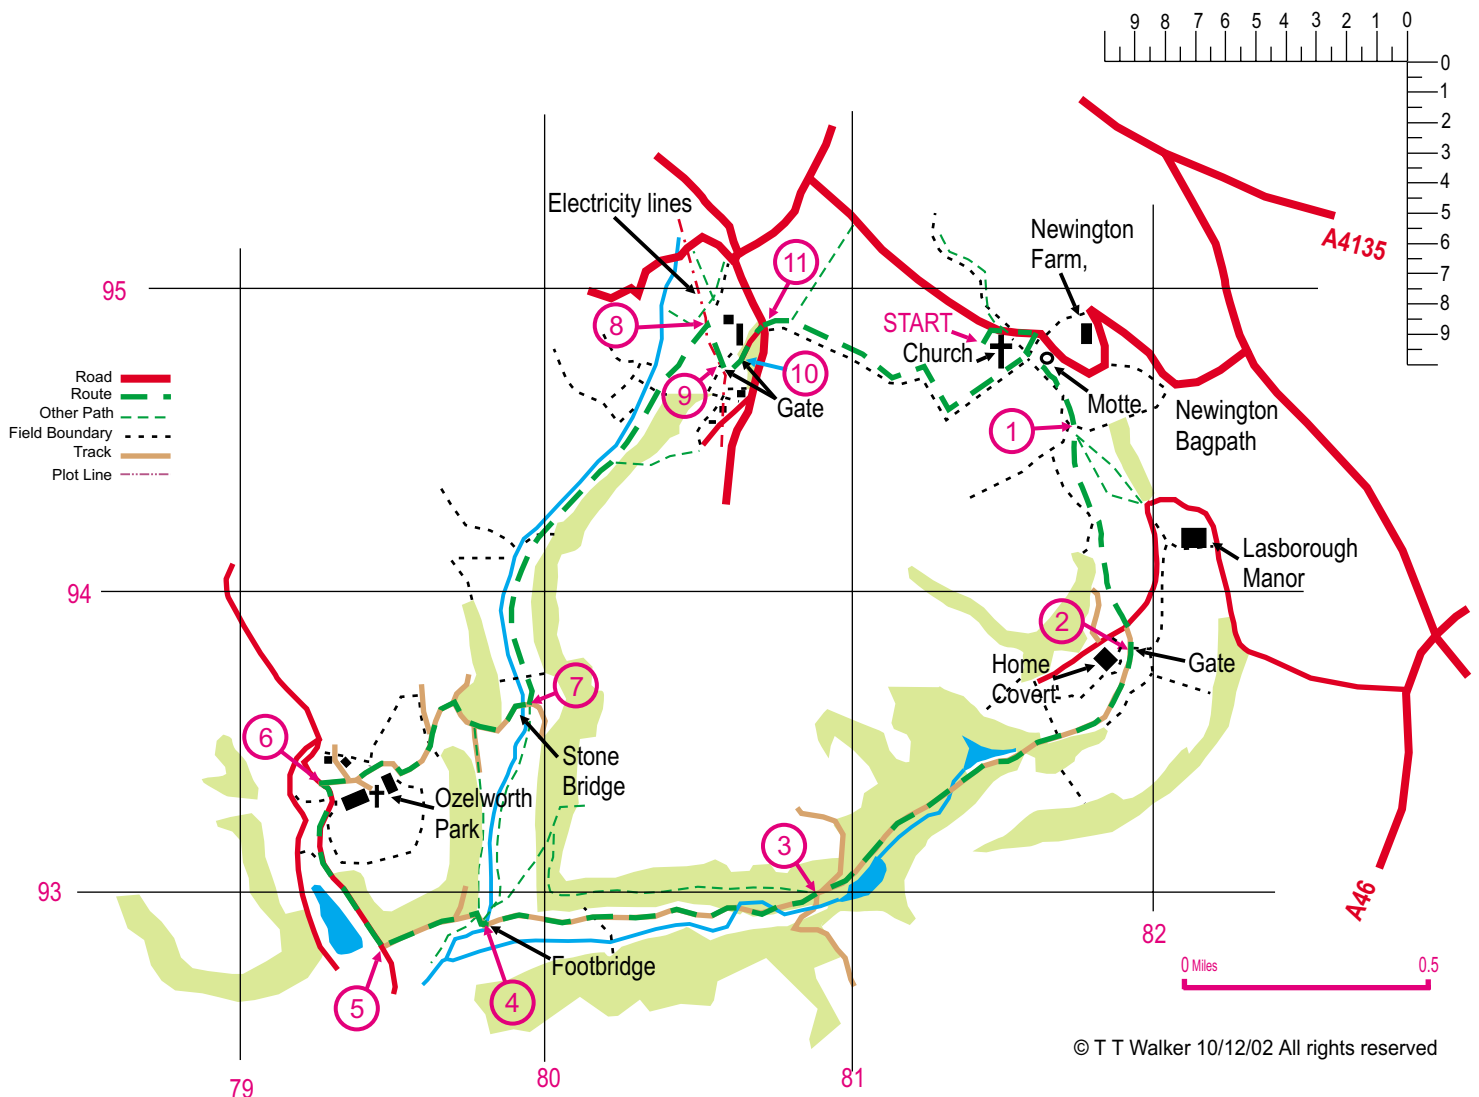 9 8 7 6 5 4 3 2 1 0
0
1
2
3
4
5
6
7
8
9
A4135
Electricity lines
Newington
Farm,
11
95
8
START
Church
10
9
Gate
Motte
Newington
Bagpath
1
Road
Route
Other Path
Field Boundary
Track
Plot Line
Lasborough
Manor
94
2
Home
Covert
Gate
7
6
Stone
Bridge
Ozelworth
Park
3
93
A46
82
Footbridge
0 Miles 0.5
5
4
© T T Walker 10/12/02 All rights reserved
79
80
81